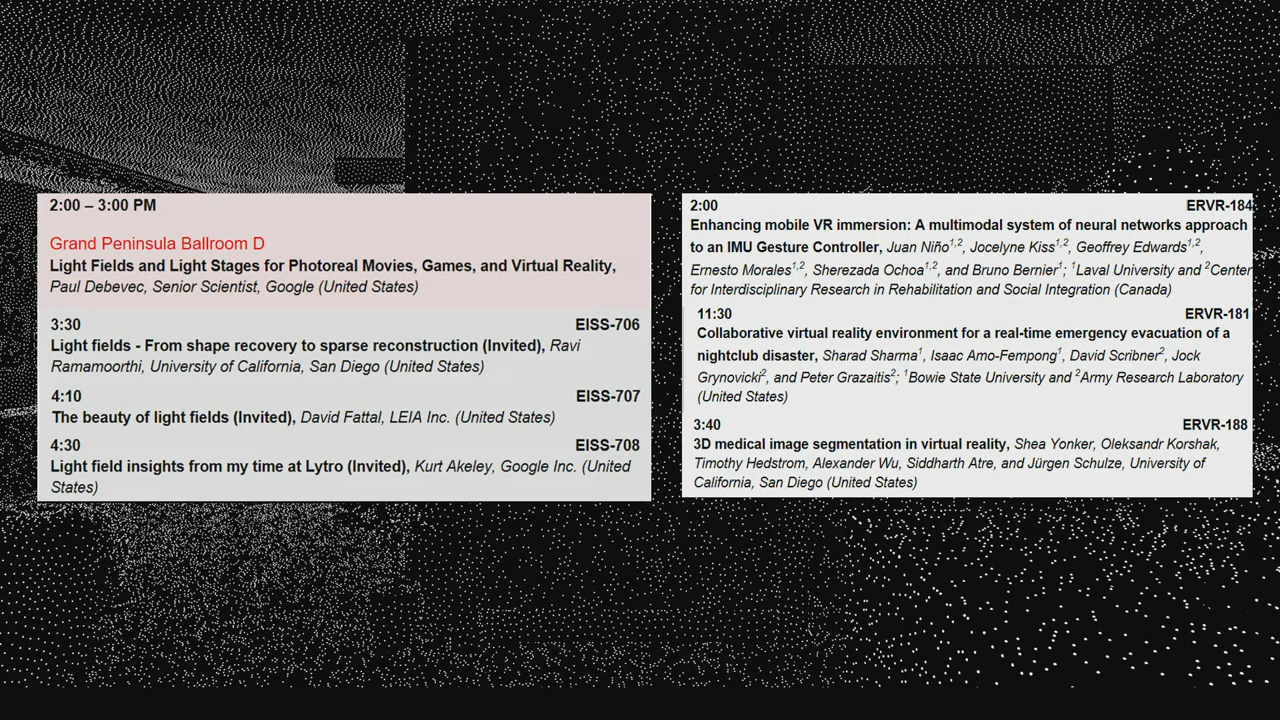 2:00 – 3:00 PM
Grand Peninsula Ballroom D
Light Fields and Light Stages for Photoreal Movies, Games, and Virtual Reality,
Paul Debevec, Senior Scientist, Google (United States)
3:30 EISS-706
Light fields - From shape recovery to sparse reconstruction (Invited), Ravi
Ramamoorthi, University of California, San Diego (United States)
4:10 EISS-707
The beauty of light fields (Invited), David Fattal, LEIA Inc. (United States)
4:30 EISS-708
Light field insights from my time at Lytro (Invited), Kurt Akeley, Google Inc. (United
States)
2:00 ERVR-184
Enhancing mobile VR immersion: A multimodal system of neural networks approach
to an IMU Gesture Controller, Juan Niño1,2, Jocelyne Kiss1,2, Geoffrey Edwards1,2,
Ernesto Morales1,2, Sherezada Ochoa1,2, and Bruno Bernier1; 1Laval University and 2Center
for Interdisciplinary Research in Rehabilitation and Social Integration (Canada)
11:30 ERVR-181
Collaborative virtual reality environment for a real-time emergency evacuation of a
nightclub disaster, Sharad Sharma1, Isaac Amo-Fempong1, David Scribner2, Jock
Grynovicki2, and Peter Grazaitis2; 1Bowie State University and 2Army Research Laboratory
(United States)
3:40 ERVR-188
3D medical image segmentation in virtual reality, Shea Yonker, Oleksandr Korshak,
Timothy Hedstrom, Alexander Wu, Siddharth Atre, and Jürgen Schulze, University of
California, San Diego (United States)